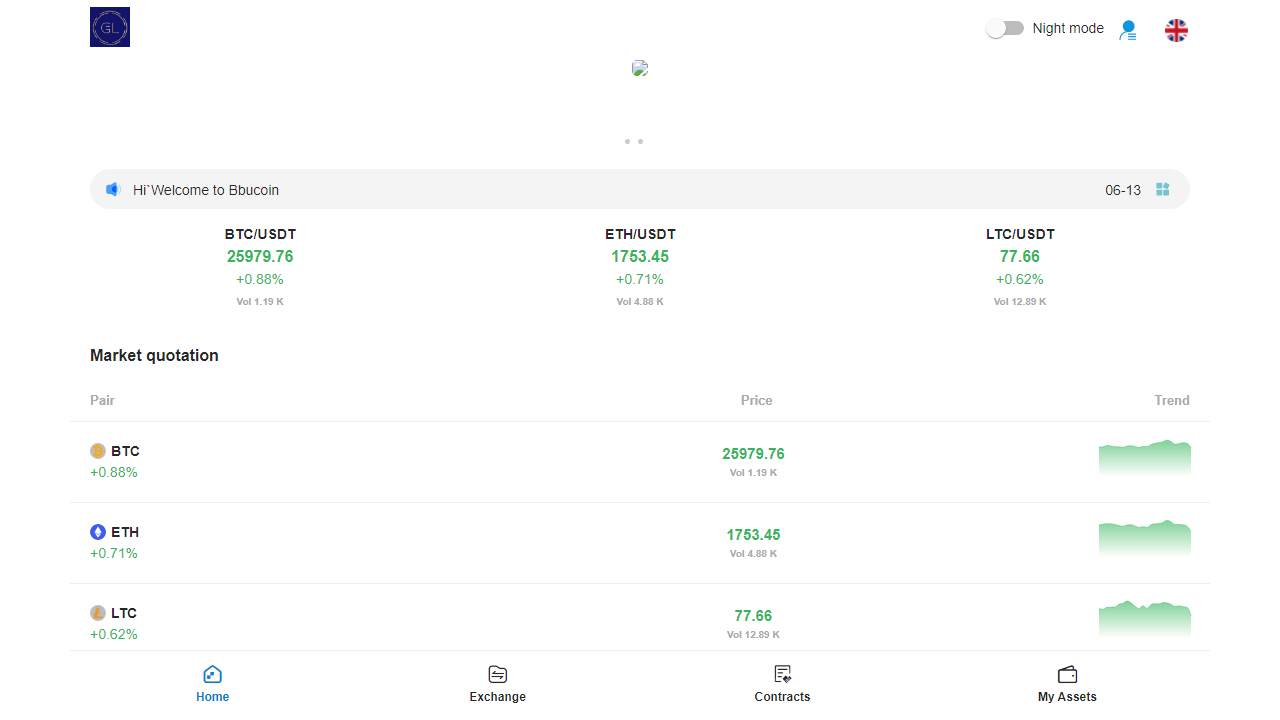 GL
Night mode
Hi`Welcome to Bbucoin
06-13
BTC/USDT
25979.76
+0.88%
Vol 1.19 K
ETH/USDT
1753.45
+0.71%
Vol 4.88 K
LTC/USDT
77.66
+0.62%
Vol 12.89 K
Market quotation
Pair Price Trend
BTC
+0.88%
25979.76
Vol 1.19 K
ETH
+0.71%
1753.45
Vol 4.88 K
LTC
+0.62%
77.66
Vol 12.89 K
Home
Exchange
Contracts
My Assets